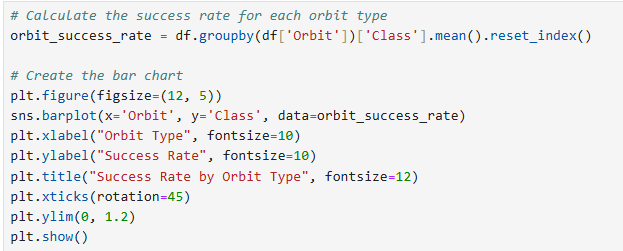 # Calculate the success rate for each orbit type
orbit_success_rate = df.groupby(df['Orbit'])['Class'].mean().reset_index()
# Create the bar chart
plt.figure(figsize=(12, 5))
sns.barplot(x='Orbit', y='Class', data=orbit_success_rate)
plt.xlabel("Orbit Type", fontsize=10)
plt.ylabel("Success Rate", fontsize=10)
plt.title("Success Rate by Orbit Type", fontsize=12)
plt.xticks(rotation=45)
plt.ylim(0, 1.2)
plt.show()